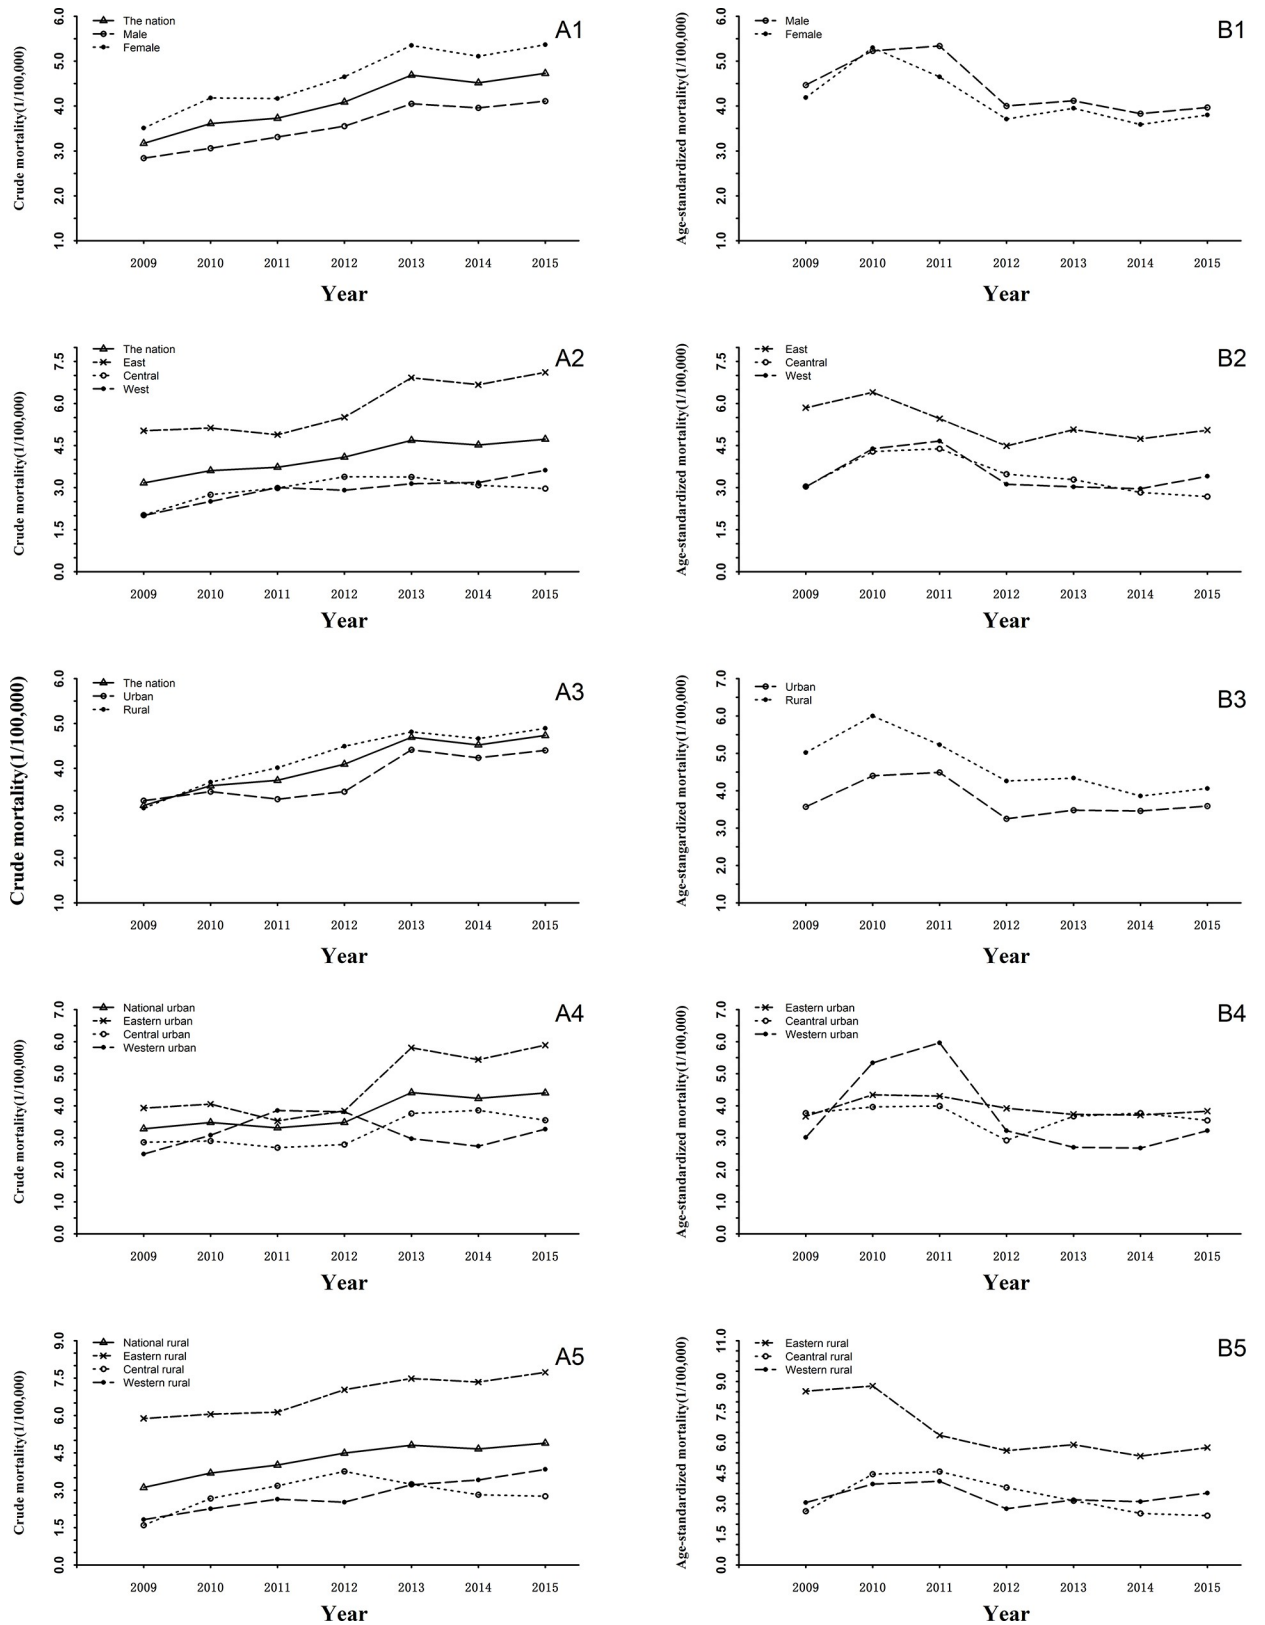 A1
The nation
Male
Female
Crude mortality(1/100,000)
6.0
5.0
4.0
3.0
2.0
1.0
2009 2010 2011 2012 2013 2014 2015
Year
B1
Male
Female
Age-standardized mortality(1/100,000)
6.0
5.0
4.0
3.0
2.0
1.0
2009 2010 2011 2012 2013 2014 2015
Year
A2
The nation
East
Central
West
Crude mortality(1/100,000)
7.5
6.0
4.5
3.0
1.5
0.0
2009 2010 2011 2012 2013 2014 2015
Year
B2
East
Ceantral
West
Age-standardized mortality(1/100,000)
7.5
6.0
4.5
3.0
1.5
0.0
2009 2010 2011 2012 2013 2014 2015
Year
A3
The nation
Urban
Rural
Crude mortality(1/100,000)
6.0
5.0
4.0
3.0
2.0
1.0
2009 2010 2011 2012 2013 2014 2015
Year
B3
Urban
Rural
Age-stangardized mortality(1/100,000)
7.0
6.0
5.0
4.0
3.0
2.0
1.0
2009 2010 2011 2012 2013 2014 2015
Year
A4
National urban
Eastern urban
Central urban
Western urban
Crude mortality(1/100,000)
7.0
6.0
5.0
4.0
3.0
2.0
1.0
0.0
2009 2010 2011 2012 2013 2014 2015
Year
B4
Eastern urban
Ceantral urban
Western urban
Age-standardized mortality(1/100,000)
7.0
6.0
5.0
4.0
3.0
2.0
1.0
0.0
2009 2010 2011 2012 2013 2014 2015
Year
A5
National rural
Eastern rural
Central rural
Western rural
Crude mortality(1/100,000)
9.0
7.5
6.0
4.5
3.0
1.5
0.0
2009 2010 2011 2012 2013 2014 2015
Year
B5
Eastern rural
Ceantral rural
Western rural
Age-standardized mortality(1/100,000)
11.0
9.0
7.5
6.0
4.5
3.0
1.5
0.0
2009 2010 2011 2012 2013 2014 2015
Year